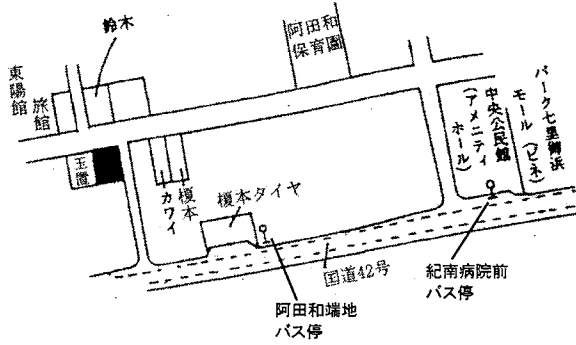 鈴木
東陽館
旅館
阿田和
保育園
パーク七里御浜
モール（ピネ）
中央公民館
（アメニティ
ホール）
玉置
カワイ
榎本
榎本タイヤ
国道42号
阿田和端地
バス停
紀南病院前
バス停